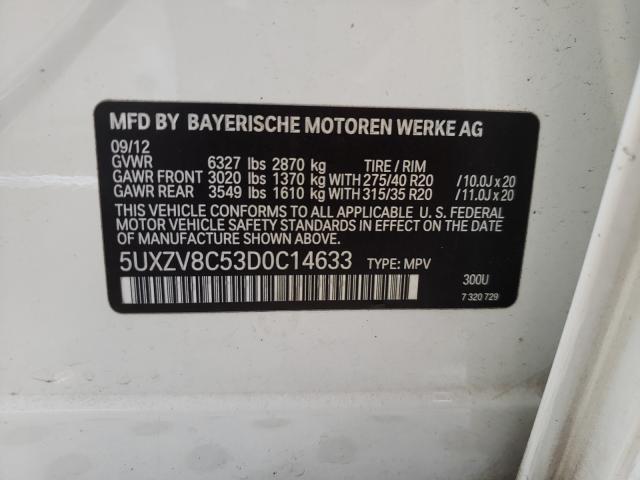 MFD BY BAYERISCHE MOTOREN WERKE AG
09/12
GVWR 6327 lbs 2870 kg TIRE / RIM
GAWR FRONT 3020 lbs 1370 kg WITH 275/40 R20 / 10.0J x 20
GAWR REAR 3549 lbs 1610 kg WITH 315/35 R20 / 11.0J x 20
THIS VEHICLE CONFORMS TO ALL APPLICABLE U. S. FEDERAL
MOTOR VEHICLE SAFETY STANDARDS IN EFFECT ON THE DATE
OF MANUFACTURE SHOWN ABOVE.
5UXZV8C53D0C14633 TYPE: MPV
300U
7 320 729